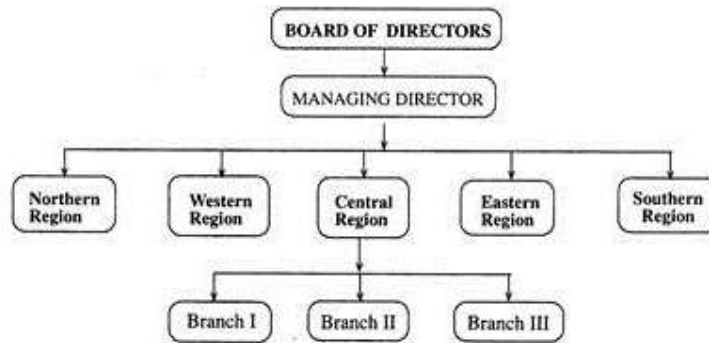 BOARD OF DIRECTORS
MANAGING DIRECTOR
Northern
Region
Western
Region
Central
Region
Eastern
Region
Southern
Region
Branch I
Branch II
Branch III